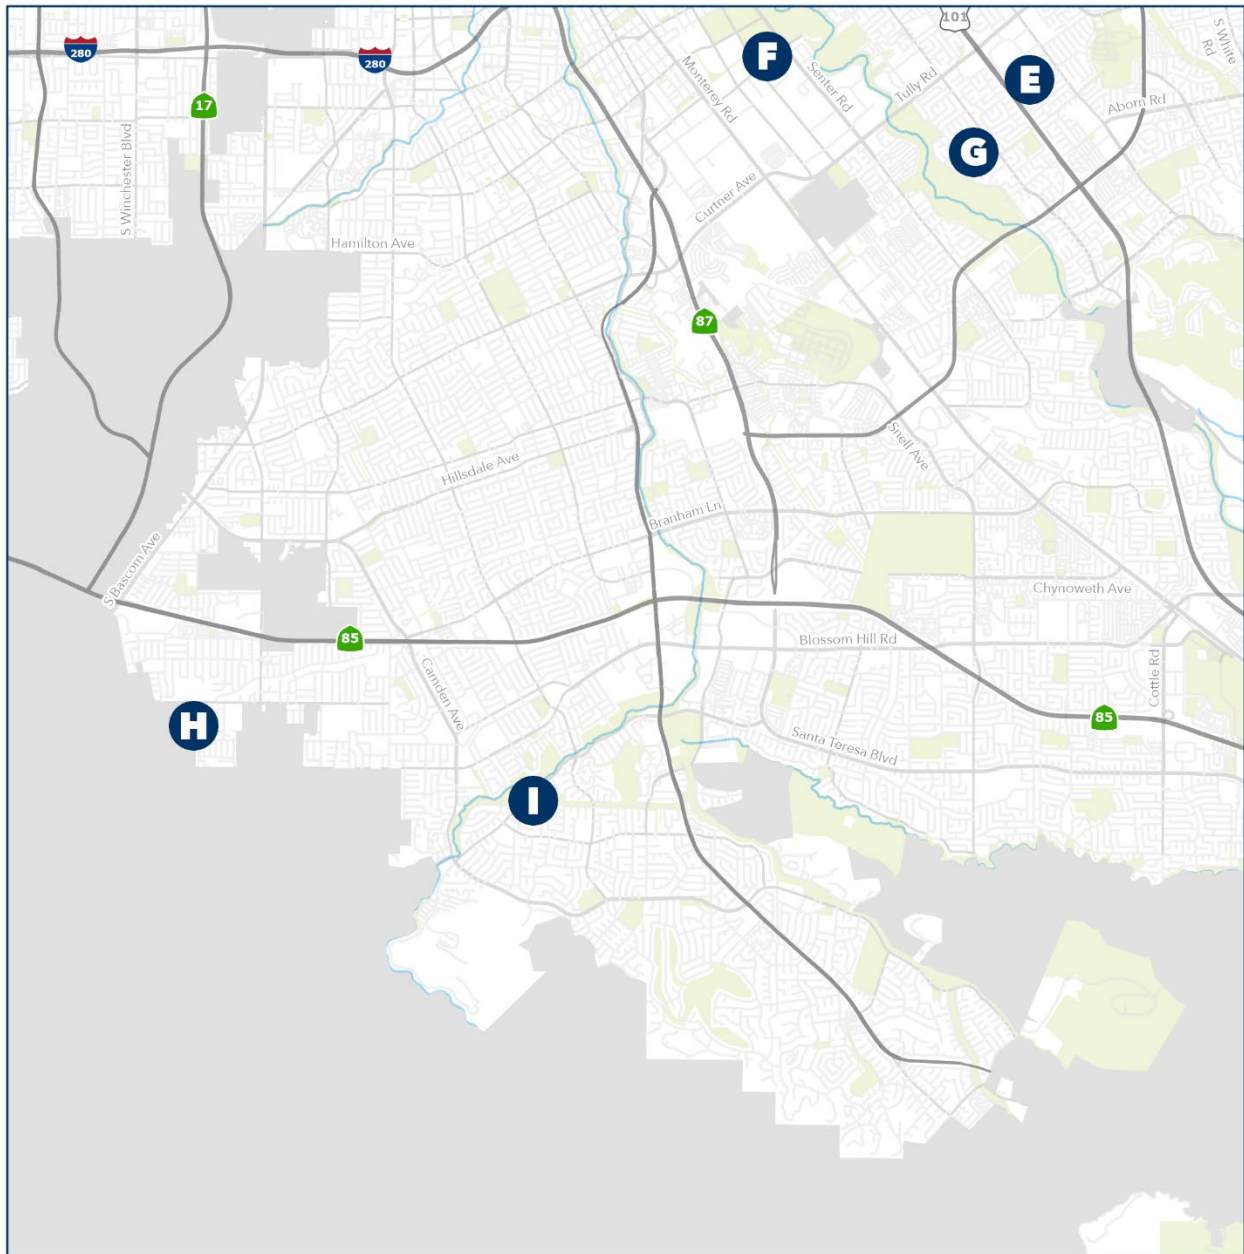 101
S White
Rd
280
280
F
Monterey Rd
Senter Rd
Tully Rd
E
Aborn Rd
17
S Winchester Blvd
G
Curtner Ave
Hamilton Ave
87
Snell Ave
Hillsdale Ave
Branham Ln
S Bascom Ave
Chynoweth Ave
85
Blossom Hill Rd
Camden Ave
Cottle Rd
H
85
Santa Teresa Blvd
I